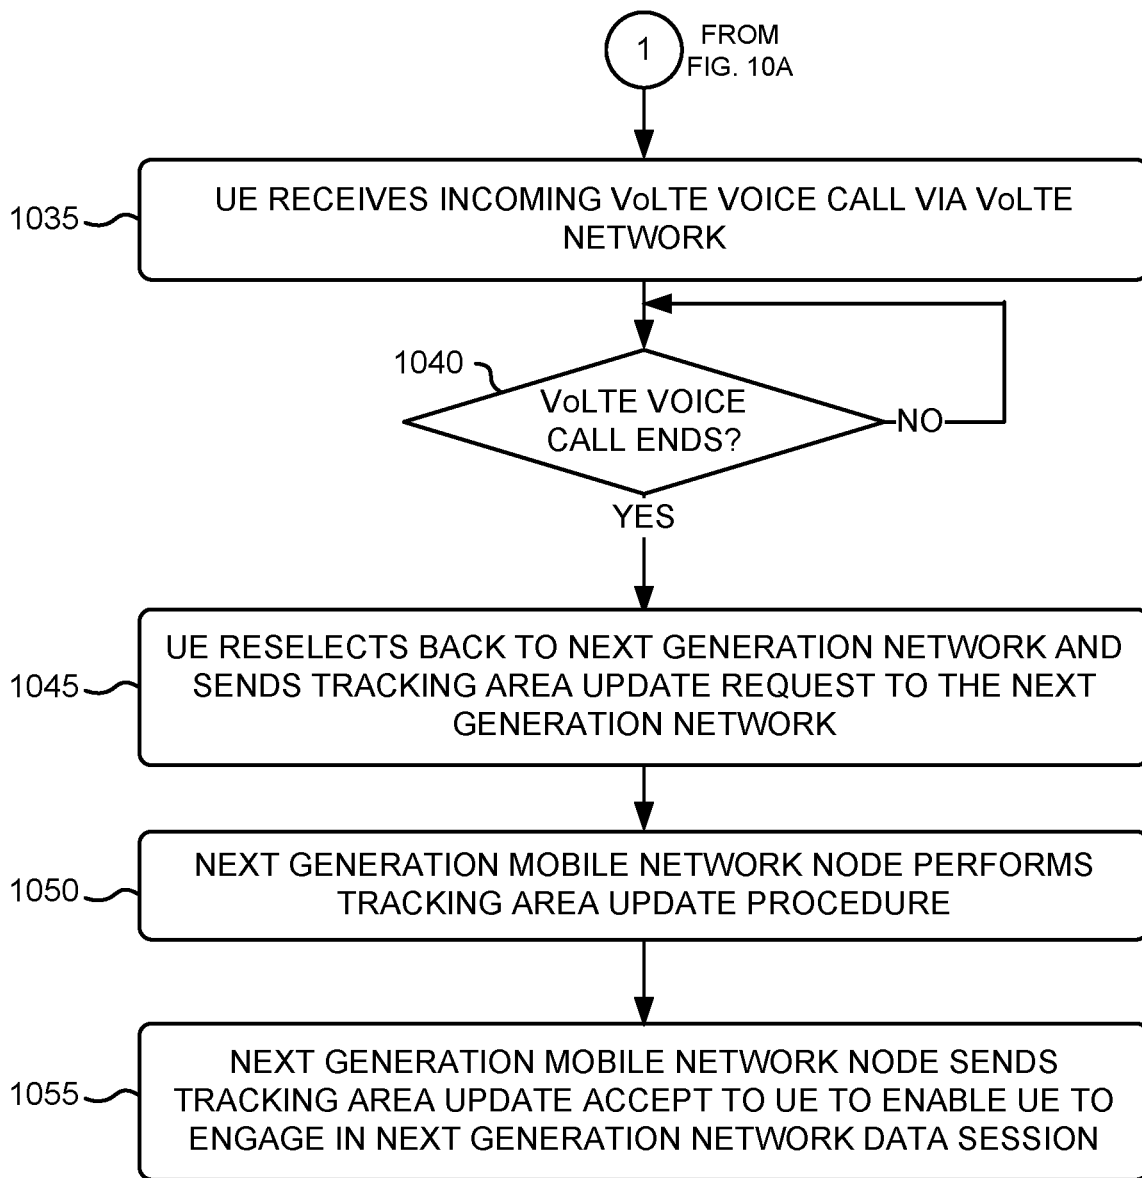 1
FROM
FIG. 10A
1035
UE RECEIVES INCOMING VoLTE VOICE CALL VIA VoLTE
NETWORK
1040
VoLTE VOICE
CALL ENDS?
NO
YES
1045
UE RESELECTS BACK TO NEXT GENERATION NETWORK AND
SENDS TRACKING AREA UPDATE REQUEST TO THE NEXT
GENERATION NETWORK
1050
NEXT GENERATION MOBILE NETWORK NODE PERFORMS
TRACKING AREA UPDATE PROCEDURE
1055
NEXT GENERATION MOBILE NETWORK NODE SENDS
TRACKING AREA UPDATE ACCEPT TO UE TO ENABLE UE TO
ENGAGE IN NEXT GENERATION NETWORK DATA SESSION